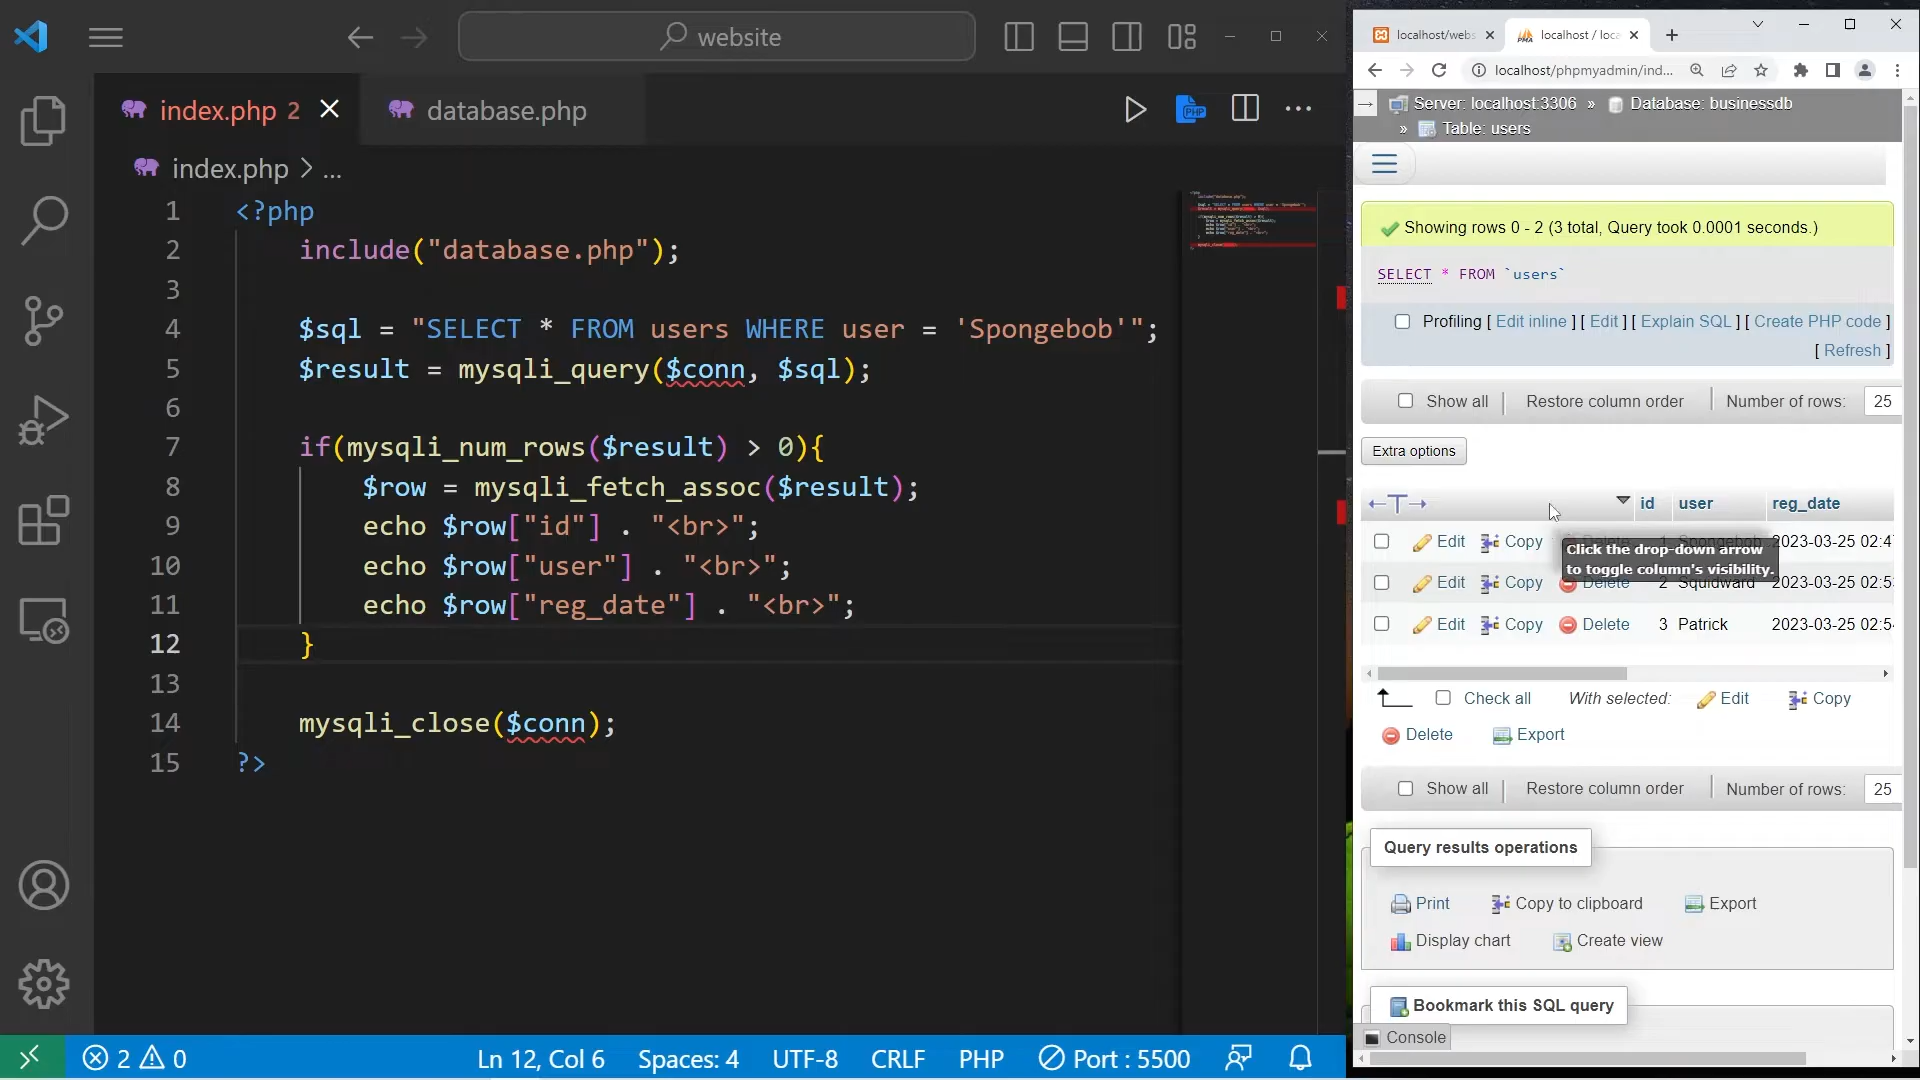 website
index.php 2
database.php
index.php > ...
1 <?php
2 include("database.php");
3
4 $sql = "SELECT * FROM users WHERE user = 'Spongebob'";
5 $result = mysqli_query($conn, $sql);
6
7 if(mysqli_num_rows($result) > 0){
8 $row = mysqli_fetch_assoc($result);
9 echo $row["id"] . "<br>";
10 echo $row["user"] . "<br>";
11 echo $row["reg_date"] . "<br>";
12 }
13
14 mysqli_close($conn);
15 ?>
2 0
Ln 12, Col 6 Spaces: 4 UTF-8 CRLF PHP Port : 5500
localhost/webs
localhost / loca
localhost/phpmyadmin/ind...
Server: localhost:3306 » Database: businessdb
» Table: users
Showing rows 0 - 2 (3 total, Query took 0.0001 seconds.)
SELECT * FROM `users`
Profiling [ Edit inline ] [ Edit ] [ Explain SQL ] [ Create PHP code ]
[ Refresh ]
Show all Restore column order Number of rows: 25
Extra options
←T→ id user reg_date
Edit Copy Delete 1 Spongebob 2023-03-25 02:4
Click the drop-down arrow
to toggle column's visibility.
Edit Copy Delete 2 Squidward 2023-03-25 02:5
Edit Copy Delete 3 Patrick 2023-03-25 02:5
Check all With selected: Edit Copy
Delete Export
Show all Restore column order Number of rows: 25
Query results operations
Print Copy to clipboard Export
Display chart Create view
Bookmark this SQL query
Console